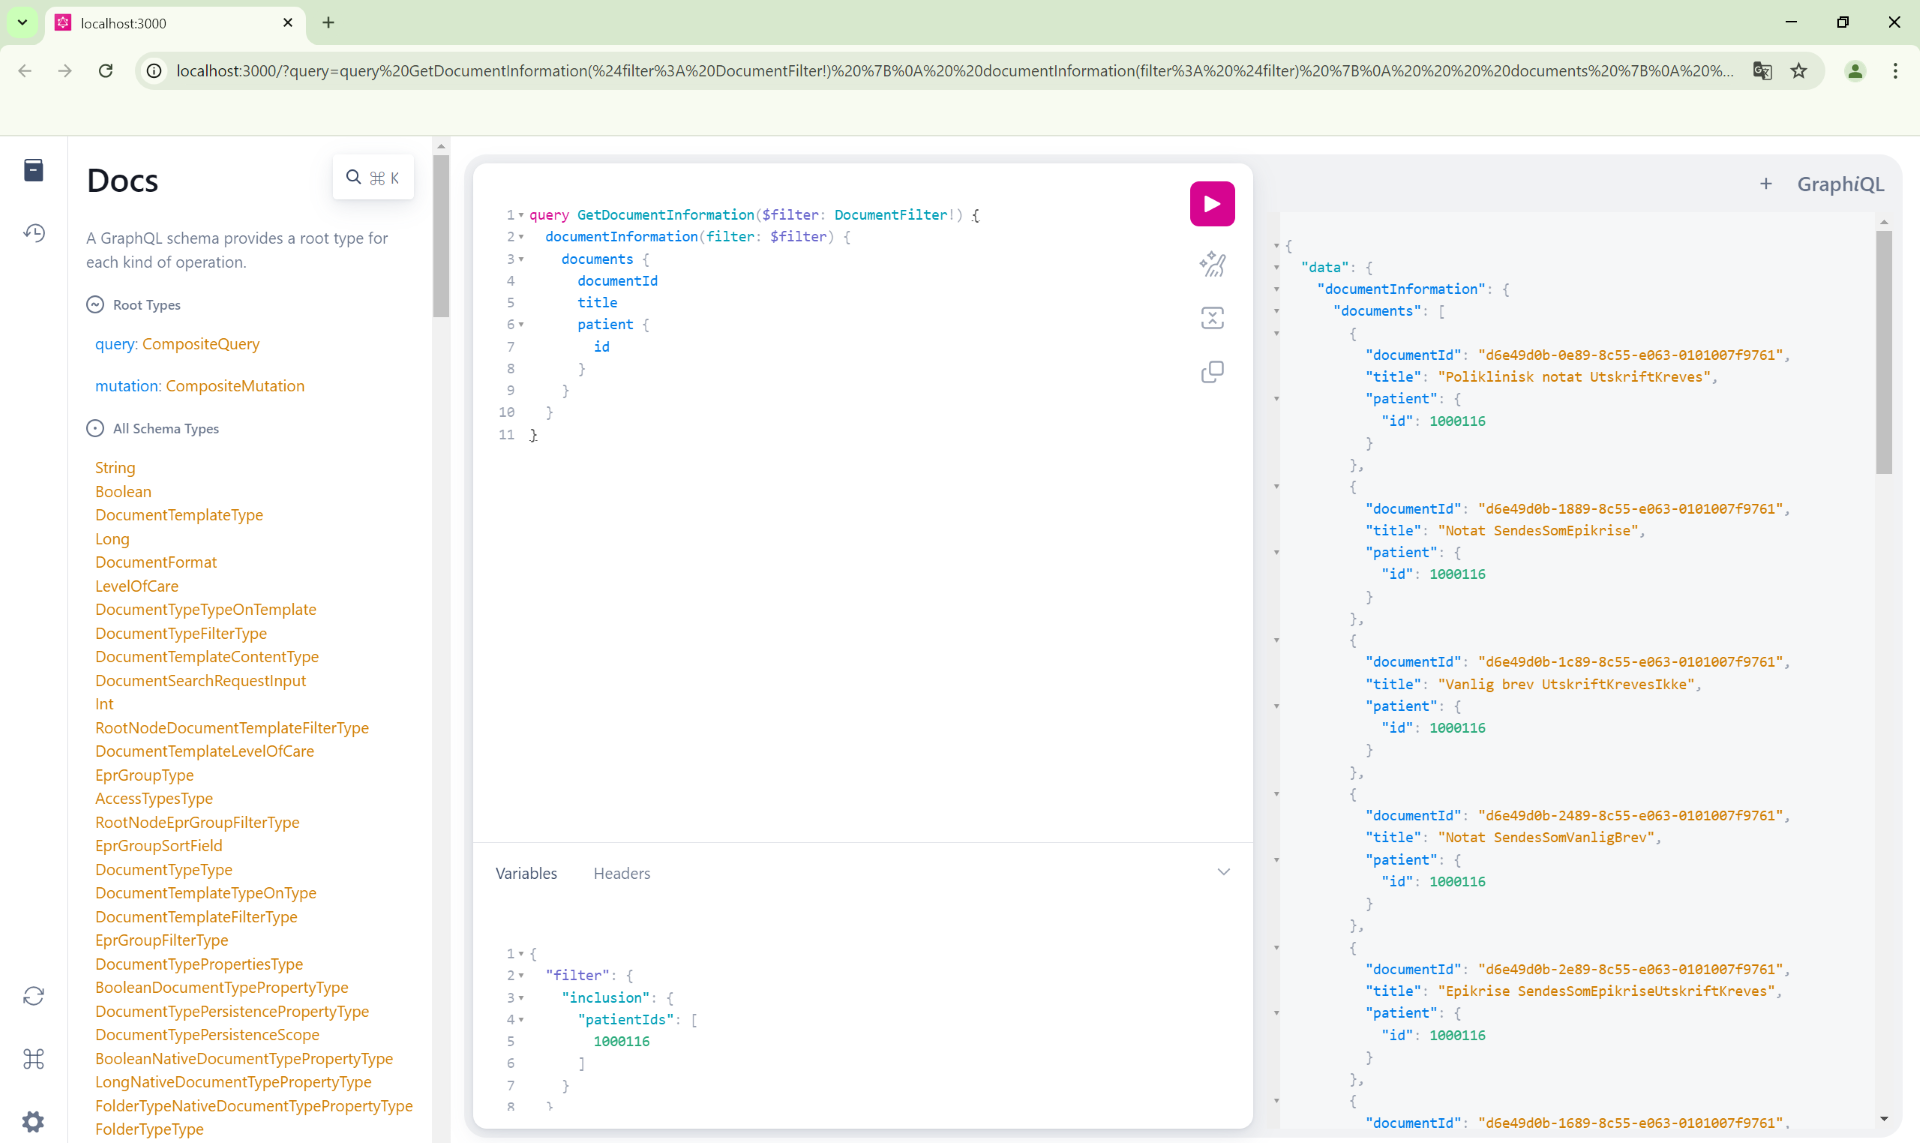 localhost:3000
localhost:3000/?query=query%20GetDocumentInformation(%24filter%3A%20DocumentFilter!)%20%7B%0A%20%20documentInformation(filter%3A%20%24filter)%20%7B%0A%20%20%20%20documents%20%7B%0A%20%20%...
Docs
⌘ K
A GraphQL schema provides a root type for
each kind of operation.
Root Types
query: CompositeQuery
mutation: CompositeMutation
All Schema Types
String
Boolean
DocumentTemplateType
Long
DocumentFormat
LevelOfCare
DocumentTypeTypeOnTemplate
DocumentTypeFilterType
DocumentTemplateContentType
DocumentSearchRequestInput
Int
RootNodeDocumentTemplateFilterType
DocumentTemplateLevelOfCare
EprGroupType
AccessTypesType
RootNodeEprGroupFilterType
EprGroupSortField
DocumentTypeType
DocumentTemplateTypeOnType
DocumentTemplateFilterType
EprGroupFilterType
DocumentTypePropertiesType
BooleanDocumentTypePropertyType
DocumentTypePersistencePropertyType
DocumentTypePersistenceScope
BooleanNativeDocumentTypePropertyType
LongNativeDocumentTypePropertyType
FolderTypeNativeDocumentTypePropertyType
FolderTypeType
1 query GetDocumentInformation($filter: DocumentFilter!) {
2 documentInformation(filter: $filter) {
3 documents {
4 documentId
5 title
6 patient {
7 id
8 }
9 }
10 }
11 }
Variables Headers
1 {
2 "filter": {
3 "inclusion": {
4 "patientIds": [
5 1000116
6 ]
7 }
8 }
+ GraphiQL
{
"data": {
"documentInformation": {
"documents": [
{
"documentId": "d6e49d0b-0e89-8c55-e063-0101007f9761",
"title": "Poliklinisk notat UtskriftKreves",
"patient": {
"id": 1000116
}
},
{
"documentId": "d6e49d0b-1889-8c55-e063-0101007f9761",
"title": "Notat SendesSomEpikrise",
"patient": {
"id": 1000116
}
},
{
"documentId": "d6e49d0b-1c89-8c55-e063-0101007f9761",
"title": "Vanlig brev UtskriftKrevesIkke",
"patient": {
"id": 1000116
}
},
{
"documentId": "d6e49d0b-2489-8c55-e063-0101007f9761",
"title": "Notat SendesSomVanligBrev",
"patient": {
"id": 1000116
}
},
{
"documentId": "d6e49d0b-2e89-8c55-e063-0101007f9761",
"title": "Epikrise SendesSomEpikriseUtskriftKreves",
"patient": {
"id": 1000116
}
},
{
"documentId": "d6e49d0b-1689-8c55-e063-0101007f9761",